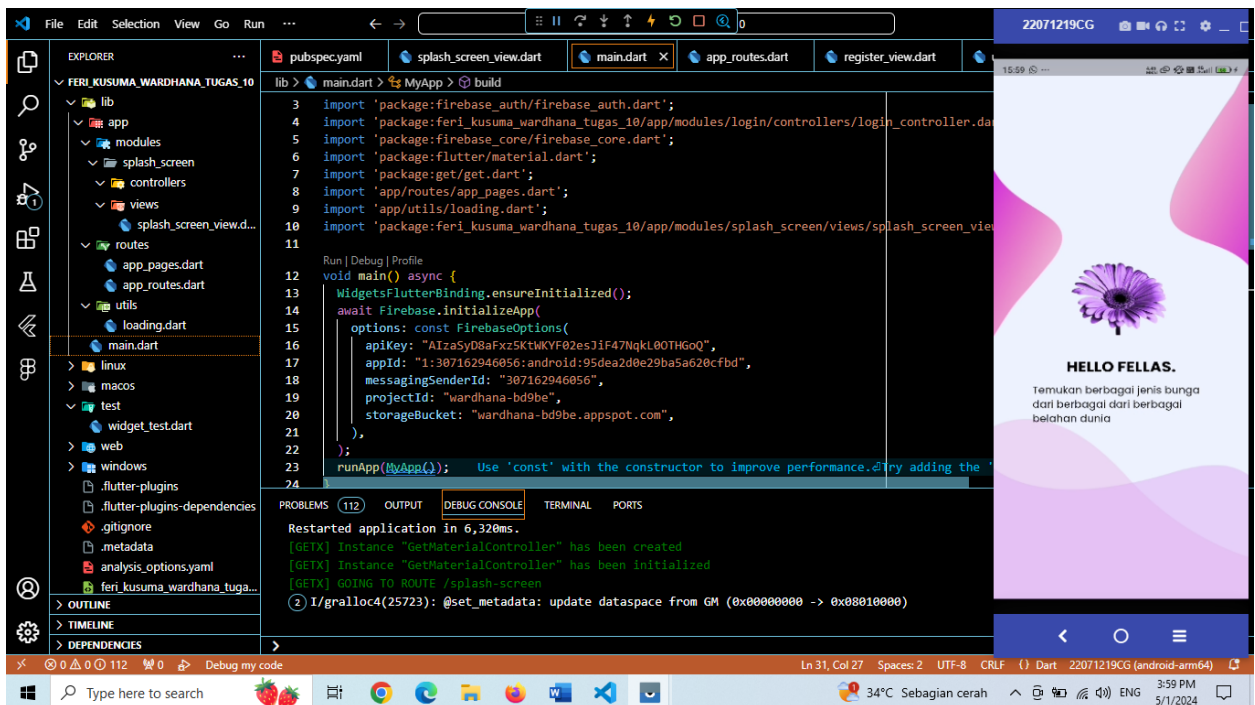 File Edit Selection View Go Run ··· ← → 0
EXPLORER ···
FERI_KUSUMA_WARDHANA_TUGAS_10
lib
app
modules
splash_screen
controllers
views
splash_screen_view.d...
routes
app_pages.dart
app_routes.dart
utils
loading.dart
main.dart
linux
macos
test
widget_test.dart
web
windows
.flutter-plugins
.flutter-plugins-dependencies
.gitignore
.metadata
analysis_options.yaml
feri_kusuma_wardhana_tuga...
OUTLINE
TIMELINE
DEPENDENCIES
1
pubspec.yaml splash_screen_view.dart main.dart × app_routes.dart register_view.dart
lib > main.dart > MyApp > build
3 import 'package:firebase_auth/firebase_auth.dart';
4 import 'package:feri_kusuma_wardhana_tugas_10/app/modules/login/controllers/login_controller.da
5 import 'package:firebase_core/firebase_core.dart';
6 import 'package:flutter/material.dart';
7 import 'package:get/get.dart';
8 import 'app/routes/app_pages.dart';
9 import 'app/utils/loading.dart';
10 import 'package:feri_kusuma_wardhana_tugas_10/app/modules/splash_screen/views/splash_screen_vie
11
Run | Debug | Profile
12 void main() async {
13 WidgetsFlutterBinding.ensureInitialized();
14 await Firebase.initializeApp(
15 options: const FirebaseOptions(
16 apiKey: "AIzaSyD8aFxz5KtWKYF02esJiF47NqkL0OTHGoQ",
17 appId: "1:307162946056:android:95dea2d0e29ba5a620cfbd",
18 messagingSenderId: "307162946056",
19 projectId: "wardhana-bd9be",
20 storageBucket: "wardhana-bd9be.appspot.com",
21 ),
22 );
23 runApp(MyApp()); Use 'const' with the constructor to improve performance.⏎Try adding the '
24 }
PROBLEMS 112 OUTPUT DEBUG CONSOLE TERMINAL PORTS
Restarted application in 6,320ms.
[GETX] Instance "GetMaterialController" has been created
[GETX] Instance "GetMaterialController" has been initialized
[GETX] GOING TO ROUTE /splash-screen
2 I/gralloc4(25723): @set_metadata: update dataspace from GM (0x00000000 -> 0x08010000)
>
22071219CG
15:59 ···
HELLO FELLAS.
Temukan berbagai jenis bunga
dari berbagai dari berbagai
belahan dunia
0 0 112 0 Debug my code Ln 31, Col 27 Spaces: 2 UTF-8 CRLF {} Dart 22071219CG (android-arm64)
Type here to search 34°C Sebagian cerah ENG 3:59 PM
5/1/2024